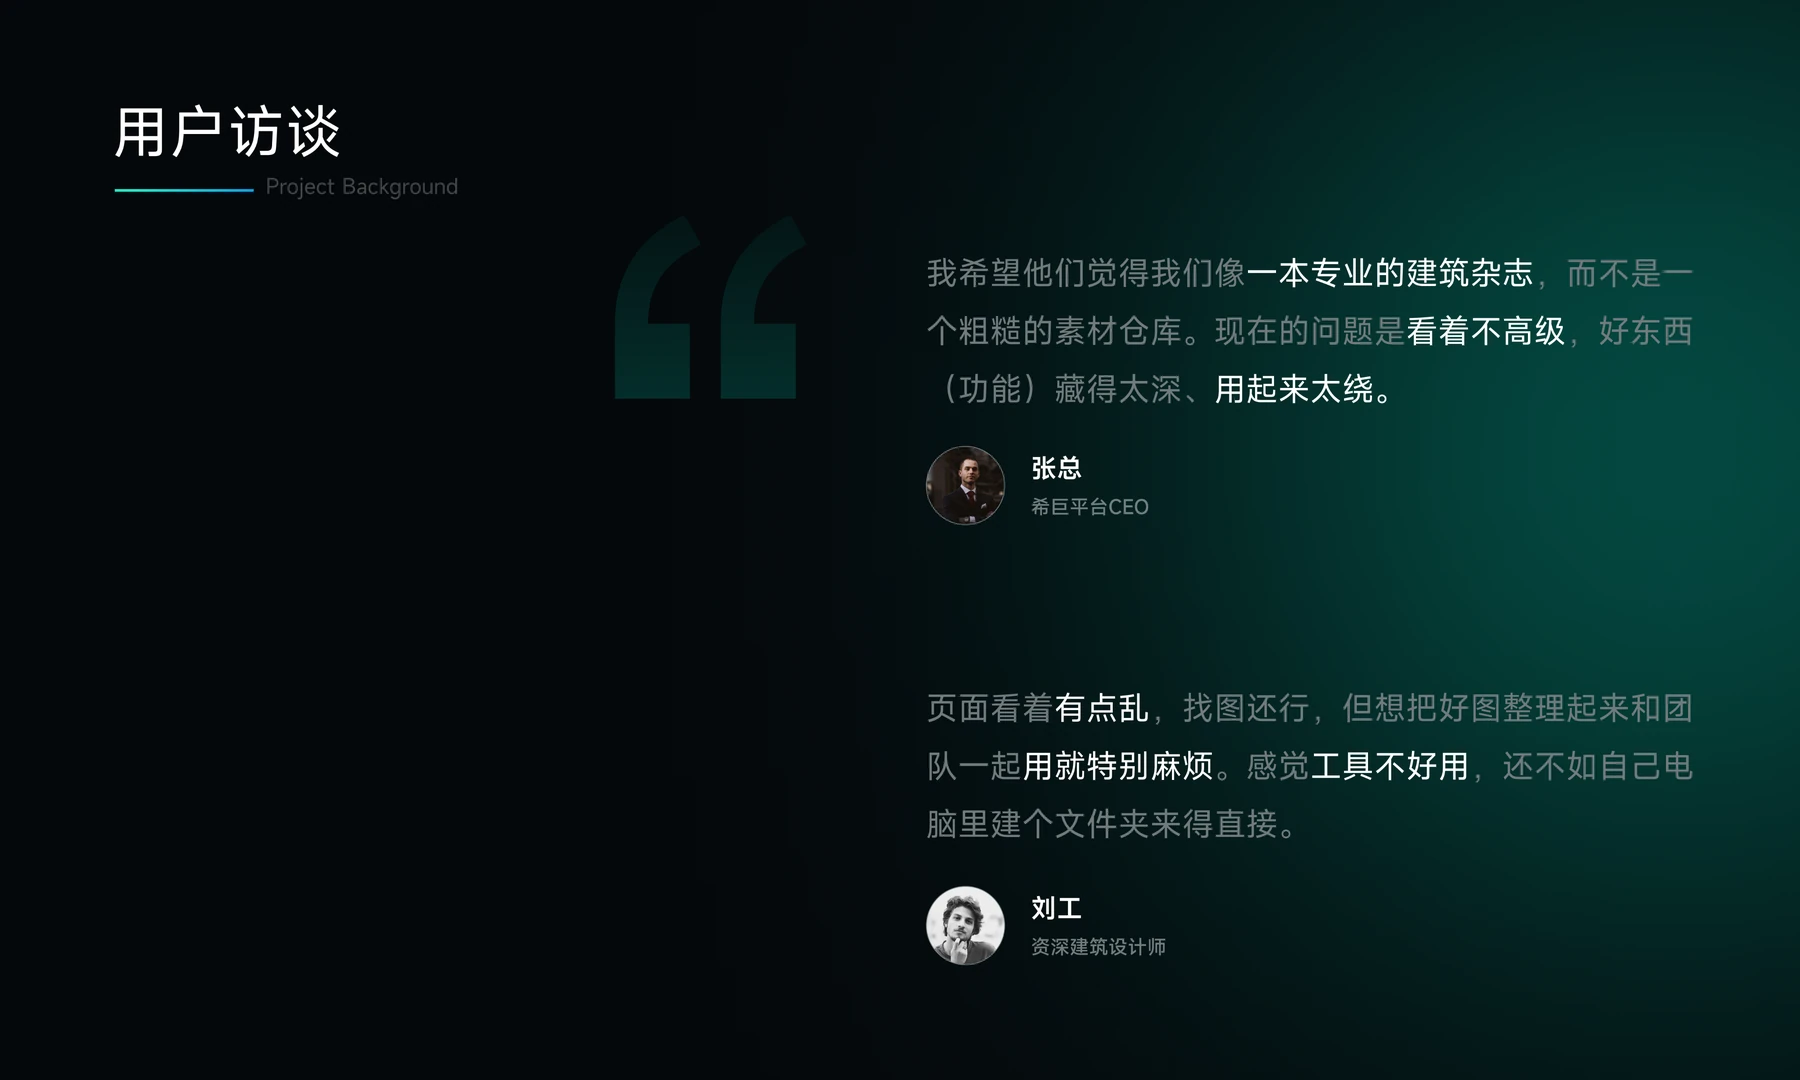 用户访谈
Project Background
我希望他们觉得我们像一本专业的建筑杂志，而不是一
个粗糙的素材仓库。现在的问题是看着不高级，好东西
（功能）藏得太深、用起来太绕。
张总
希巨平台CEO
页面看着有点乱，找图还行，但想把好图整理起来和团
队一起用就特别麻烦。感觉工具不好用，还不如自己电
脑里建个文件夹来得直接。
刘工
资深建筑设计师